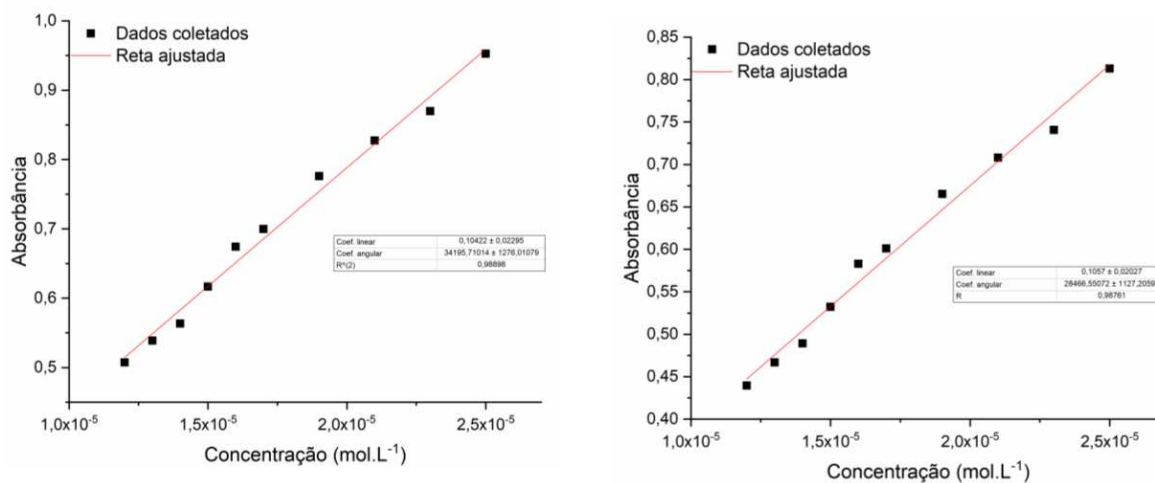 1,0
0,9
0,8
0,7
0,6
0,5
Absorbância
Dados coletados
Reta ajustada
Coef. linear 0,10422 ± 0,02295
Coef. angular 34195,71014 ± 1276,01079
R^(2) 0,98898
1,0x10⁻⁵ 1,5x10⁻⁵ 2,0x10⁻⁵ 2,5x10⁻⁵
Concentração (mol.L⁻¹)
0,85
0,80
0,75
0,70
0,65
0,60
0,55
0,50
0,45
0,40
Absorbância
Dados coletados
Reta ajustada
Coef. linear 0,1057 ± 0,02027
Coef. angular 28466,55072 ± 1127,2059
R 0,98761
1,0x10⁻⁵ 1,5x10⁻⁵ 2,0x10⁻⁵ 2,5x10⁻⁵
Concentração (mol.L⁻¹)